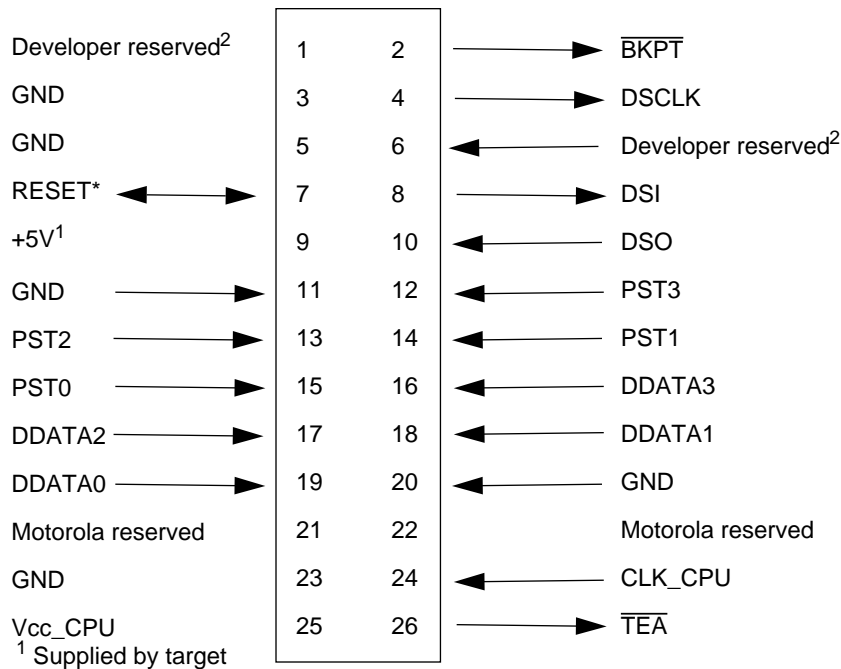 Developer reserved2 1 2 BKPT
GND 3 4 DSCLK
GND 5 6 Developer reserved2
RESET* 7 8 DSI
+5V1 9 10 DSO
GND 11 12 PST3
PST2 13 14 PST1
PST0 15 16 DDATA3
DDATA2 17 18 DDATA1
DDATA0 19 20 GND
Motorola reserved 21 22 Motorola reserved
GND 23 24 CLK_CPU
Vcc_CPU 25 26 TEA
1 Supplied by target